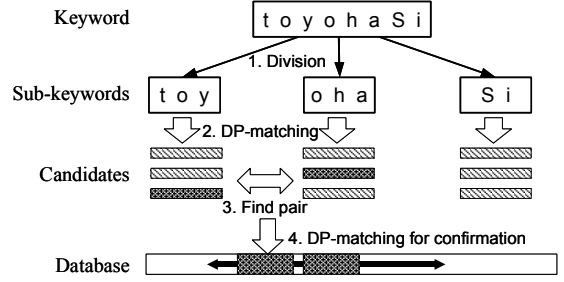 Keyword
t o y o h a S i
1. Division
Sub-keywords
t o y
o h a
S i
2. DP-matching
Candidates
3. Find pair
4. DP-matching for confirmation
Database